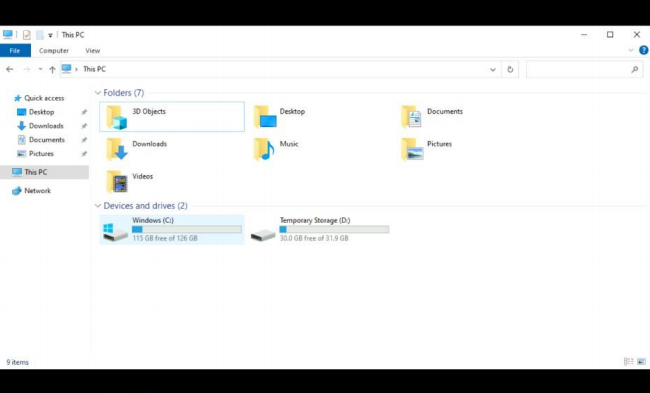 This PC
File Computer View
This PC
Quick access
Desktop
Downloads
Documents
Pictures
This PC
Network
Folders (7)
3D Objects
Desktop
Documents
Downloads
Music
Pictures
Videos
Devices and drives (2)
Windows (C:)
115 GB free of 126 GB
Temporary Storage (D:)
30.0 GB free of 31.9 GB
9 items